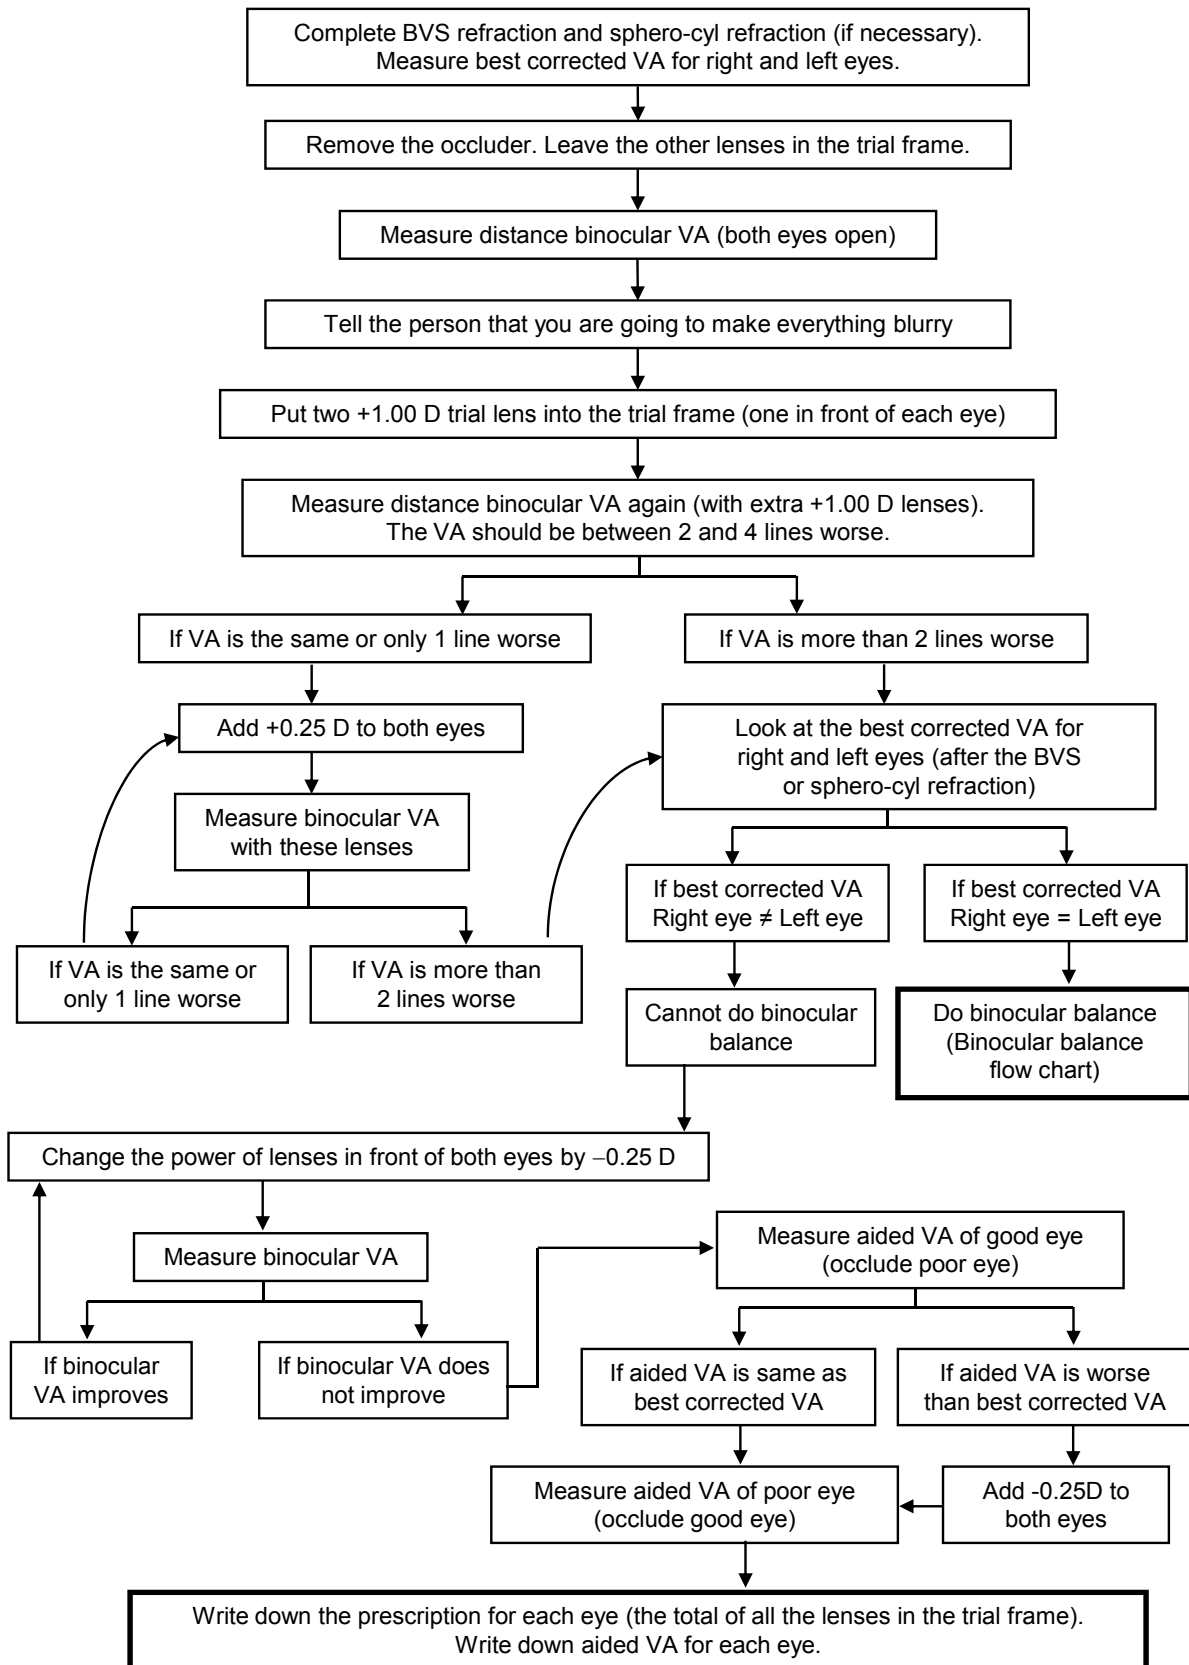 Complete BVS refraction and sphero-cyl refraction (if necessary).
Measure best corrected VA for right and left eyes.
Remove the occluder. Leave the other lenses in the trial frame.
Measure distance binocular VA (both eyes open)
Tell the person that you are going to make everything blurry
Put two +1.00 D trial lens into the trial frame (one in front of each eye)
Measure distance binocular VA again (with extra +1.00 D lenses).
The VA should be between 2 and 4 lines worse.
If VA is the same or only 1 line worse
If VA is more than 2 lines worse
Add +0.25 D to both eyes
Look at the best corrected VA for
right and left eyes (after the BVS
or sphero-cyl refraction)
Measure binocular VA
with these lenses
If best corrected VA
Right eye ≠ Left eye
If best corrected VA
Right eye = Left eye
If VA is the same or
only 1 line worse
If VA is more than
2 lines worse
Cannot do binocular
balance
Do binocular balance
(Binocular balance
flow chart)
Change the power of lenses in front of both eyes by −0.25 D
Measure binocular VA
Measure aided VA of good eye
(occlude poor eye)
If binocular
VA improves
If binocular VA does
not improve
If aided VA is same as
best corrected VA
If aided VA is worse
than best corrected VA
Measure aided VA of poor eye
(occlude good eye)
Add -0.25D to
both eyes
Write down the prescription for each eye (the total of all the lenses in the trial frame).
Write down aided VA for each eye.